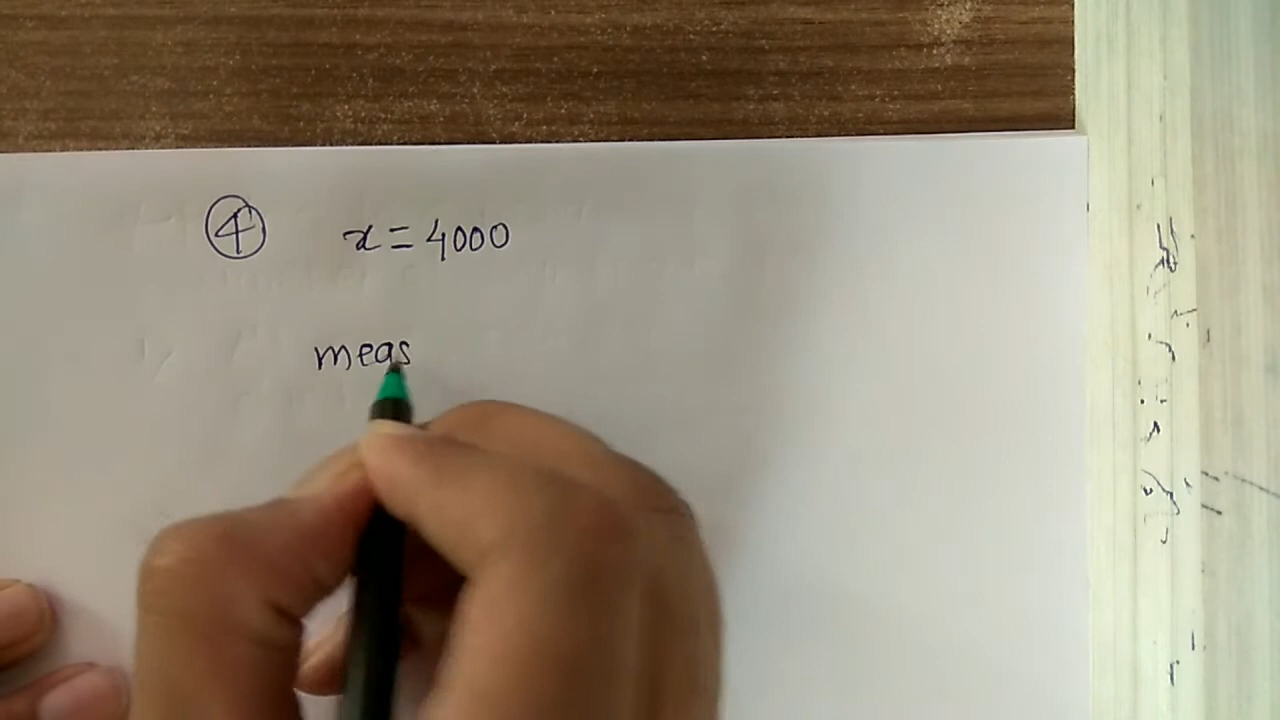 ④ x = 4000
meas